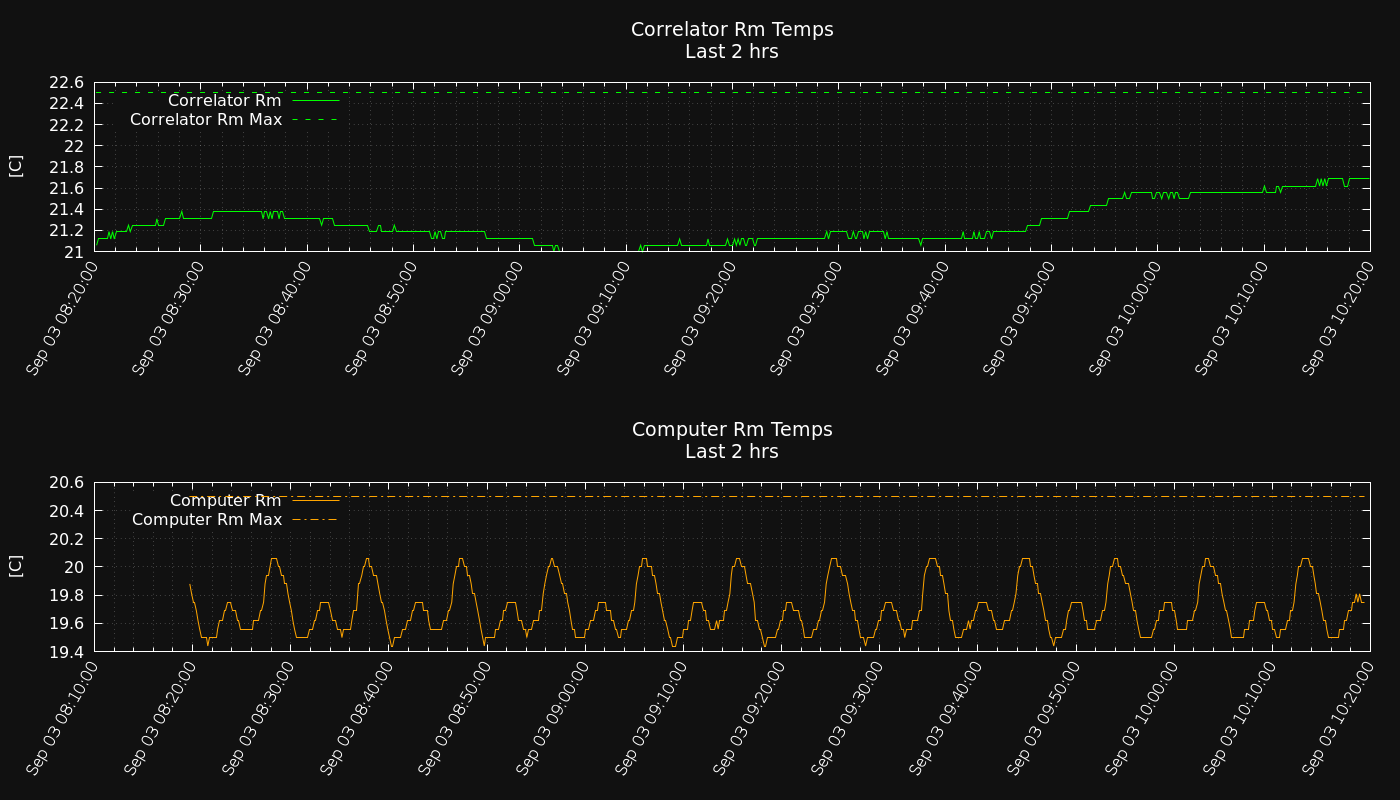 Correlator Rm Temps
Last 2 hrs
22.6
22.4
22.2
22
21.8
21.6
21.4
21.2
21
[C]
Correlator Rm
Correlator Rm Max
Sep 03 08:20:00
Sep 03 08:30:00
Sep 03 08:40:00
Sep 03 08:50:00
Sep 03 09:00:00
Sep 03 09:10:00
Sep 03 09:20:00
Sep 03 09:30:00
Sep 03 09:40:00
Sep 03 09:50:00
Sep 03 10:00:00
Sep 03 10:10:00
Sep 03 10:20:00
Computer Rm Temps
Last 2 hrs
20.6
20.4
20.2
20
19.8
19.6
19.4
[C]
Computer Rm
Computer Rm Max
Sep 03 08:10:00
Sep 03 08:20:00
Sep 03 08:30:00
Sep 03 08:40:00
Sep 03 08:50:00
Sep 03 09:00:00
Sep 03 09:10:00
Sep 03 09:20:00
Sep 03 09:30:00
Sep 03 09:40:00
Sep 03 09:50:00
Sep 03 10:00:00
Sep 03 10:10:00
Sep 03 10:20:00